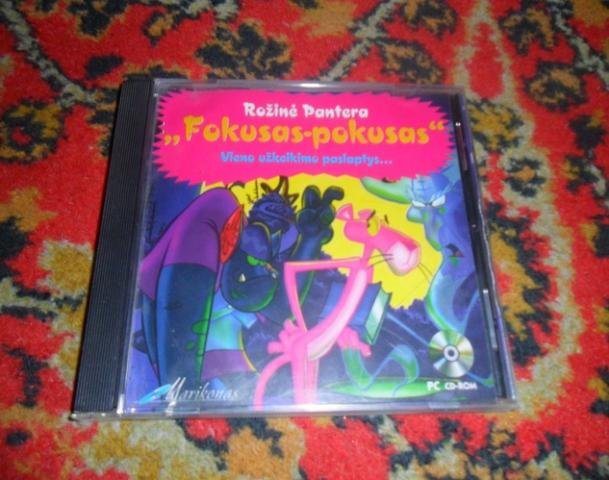 Rožinė Pantera
„Fokusas-pokusas“
Vieno užkeikimo paslaptys...
Marikonas
PC CD-ROM